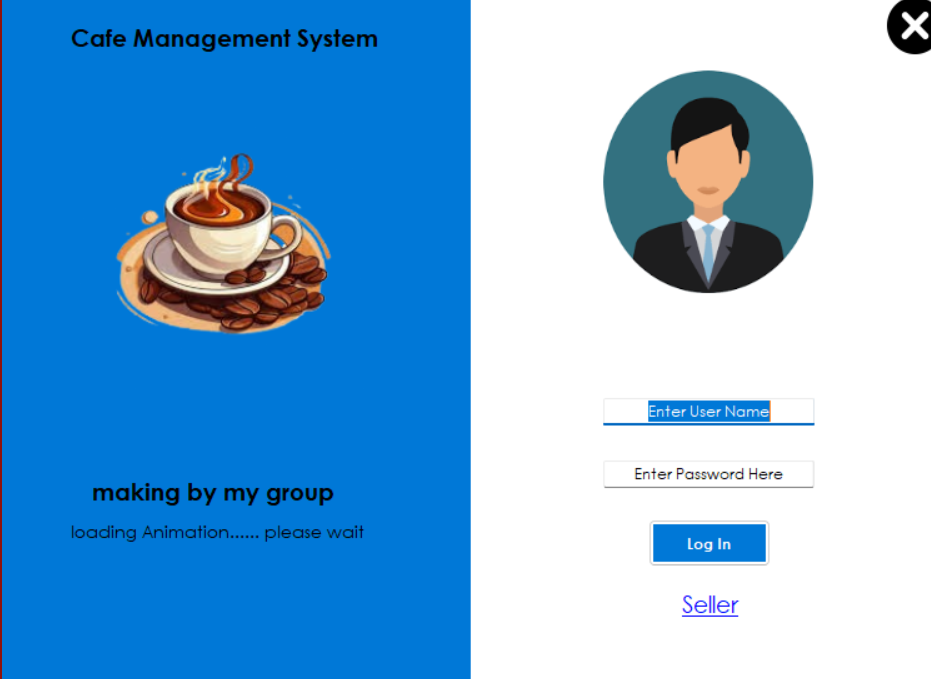 Cafe Management System
making by my group
loading Animation...... please wait
Enter User Name
Enter Password Here
Log In
Seller